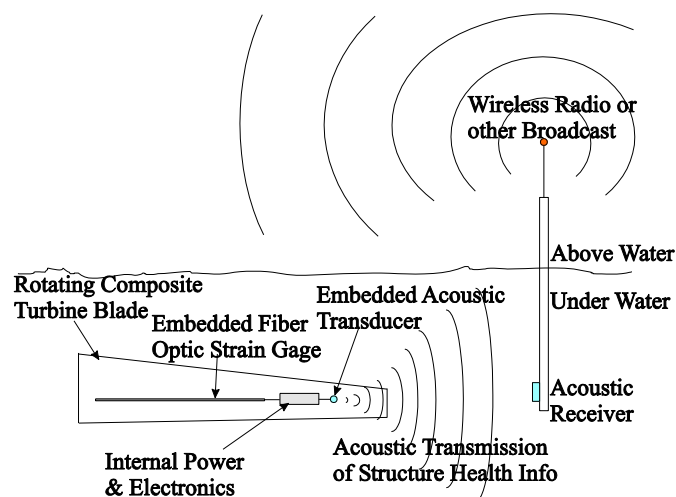 Wireless Radio or
other Broadcast
Above Water
Rotating Composite
Turbine Blade
Embedded Acoustic
Transducer
Under Water
Embedded Fiber
Optic Strain Gage
Acoustic
Receiver
Acoustic Transmission
of Structure Health Info
Internal Power
& Electronics